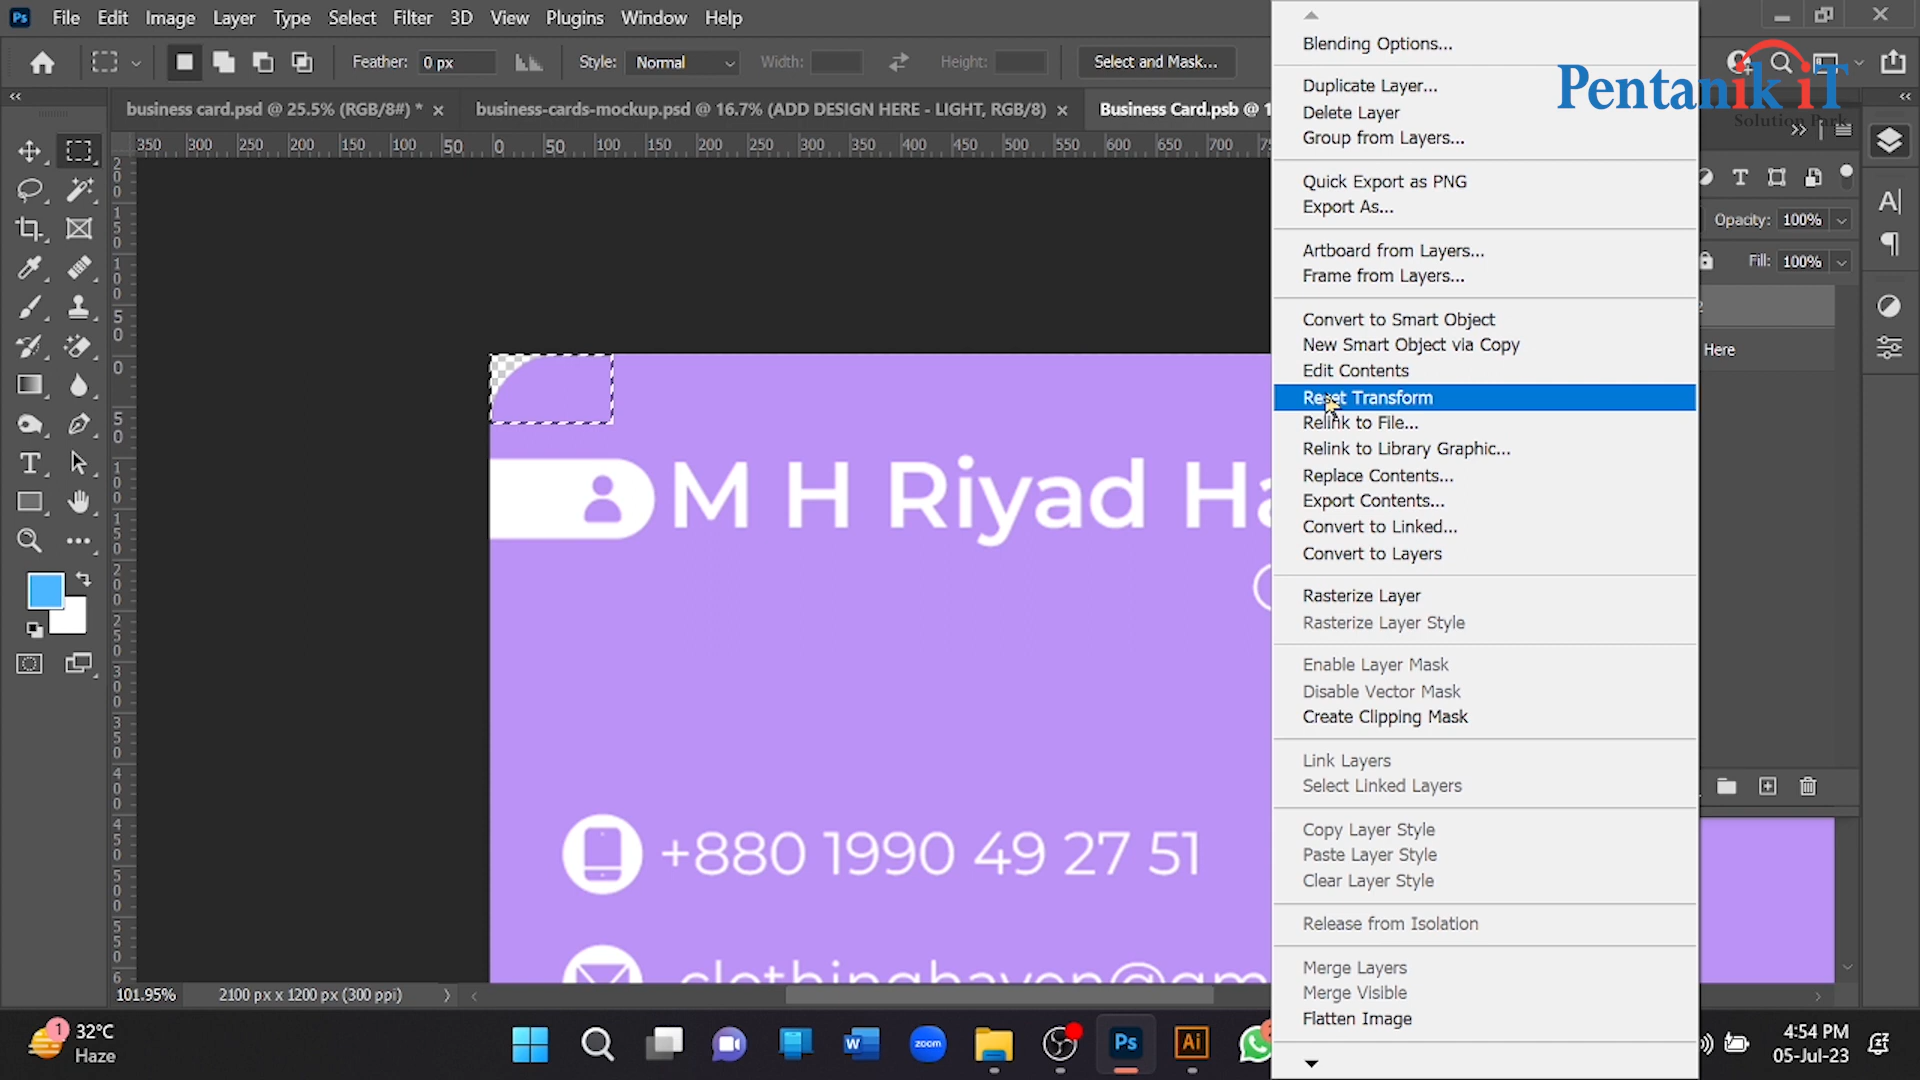 Ps File Edit Image Layer Type Select Filter 3D View Plugins Window Help
Feather: 0 px Style: Normal Width: Height: Select and Mask...
Pentanik iT
Solution Park
business card.psd @ 25.5% (RGB/8#) * × business-cards-mockup.psd @ 16.7% (ADD DESIGN HERE - LIGHT, RGB/8) × Business Card.psb @ 1
350 300 250 200 150 100 50 0 50 100 150 200 250 300 350 400 450 500 550 600 650 700
Blending Options...
Duplicate Layer...
Delete Layer
Group from Layers...
Quick Export as PNG
Export As...
Artboard from Layers...
Frame from Layers...
Convert to Smart Object
New Smart Object via Copy
Edit Contents
Reset Transform
Relink to File...
Relink to Library Graphic...
Replace Contents...
Export Contents...
Convert to Linked...
Convert to Layers
Rasterize Layer
Rasterize Layer Style
Enable Layer Mask
Disable Vector Mask
Create Clipping Mask
Link Layers
Select Linked Layers
Copy Layer Style
Paste Layer Style
Clear Layer Style
Release from Isolation
Merge Layers
Merge Visible
Flatten Image
Opacity: 100%
Fill: 100%
Here
M H Riyad Ha
+880 1990 49 27 51
clothinghaven@gm
101.95% 2100 px x 1200 px (300 ppi)
1
32°C
Haze
zoom
Ps
Ai
4:54 PM
05-Jul-23